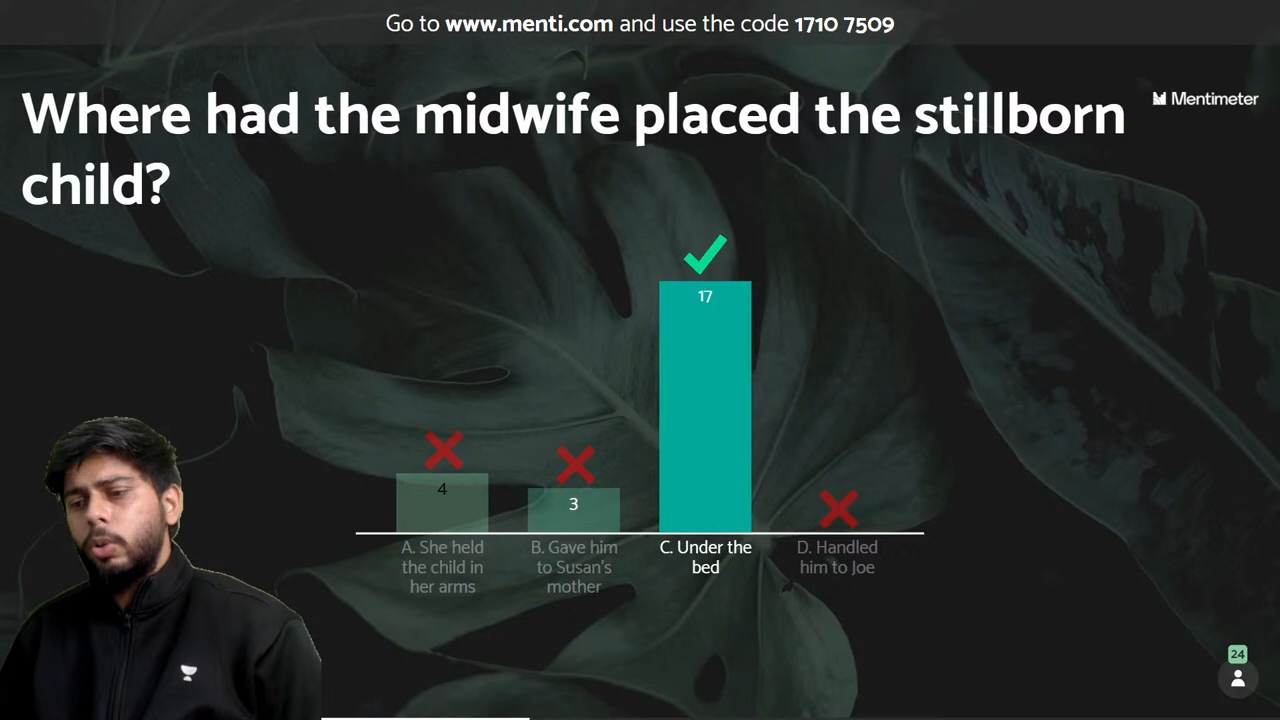 Go to www.menti.com and use the code 1710 7509
Where had the midwife placed the stillborn
child?
Mentimeter
17
4
3
A. She held
the child in
her arms
B. Gave him
to Susan's
mother
C. Under the
bed
D. Handled
him to Joe
24